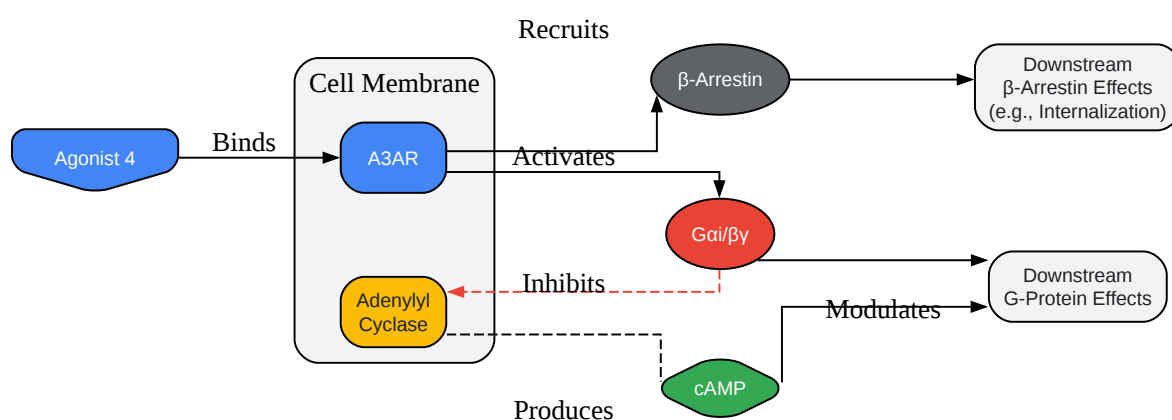 Recruits
Cell Membrane
β-Arrestin
Downstream
β-Arrestin Effects
(e.g., Internalization)
Agonist 4
Binds
A3AR
Activates
Gαi/βγ
Adenylyl
Cyclase
Inhibits
Downstream
G-Protein Effects
Modulates
cAMP
Produces